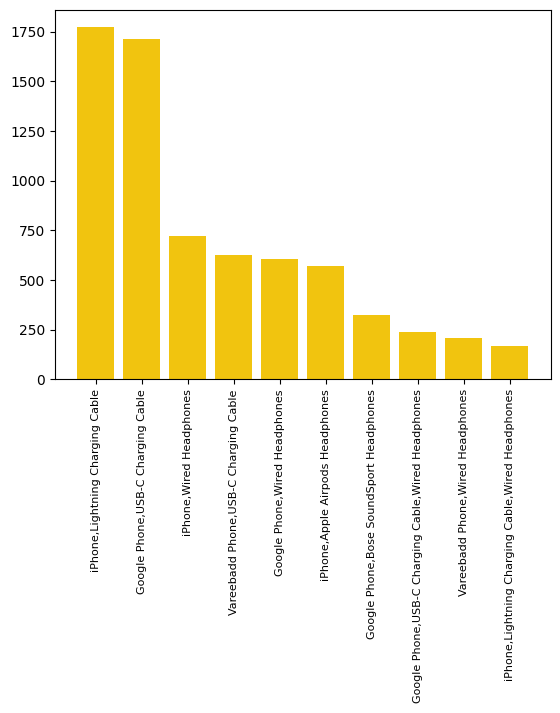 1750
1500
1250
1000
750
500
250
0
iPhone,Lightning Charging Cable
Google Phone,USB-C Charging Cable
iPhone,Wired Headphones
Vareebadd Phone,USB-C Charging Cable
Google Phone,Wired Headphones
iPhone,Apple Airpods Headphones
Google Phone,Bose SoundSport Headphones
Google Phone,USB-C Charging Cable,Wired Headphones
Vareebadd Phone,Wired Headphones
iPhone,Lightning Charging Cable,Wired Headphones